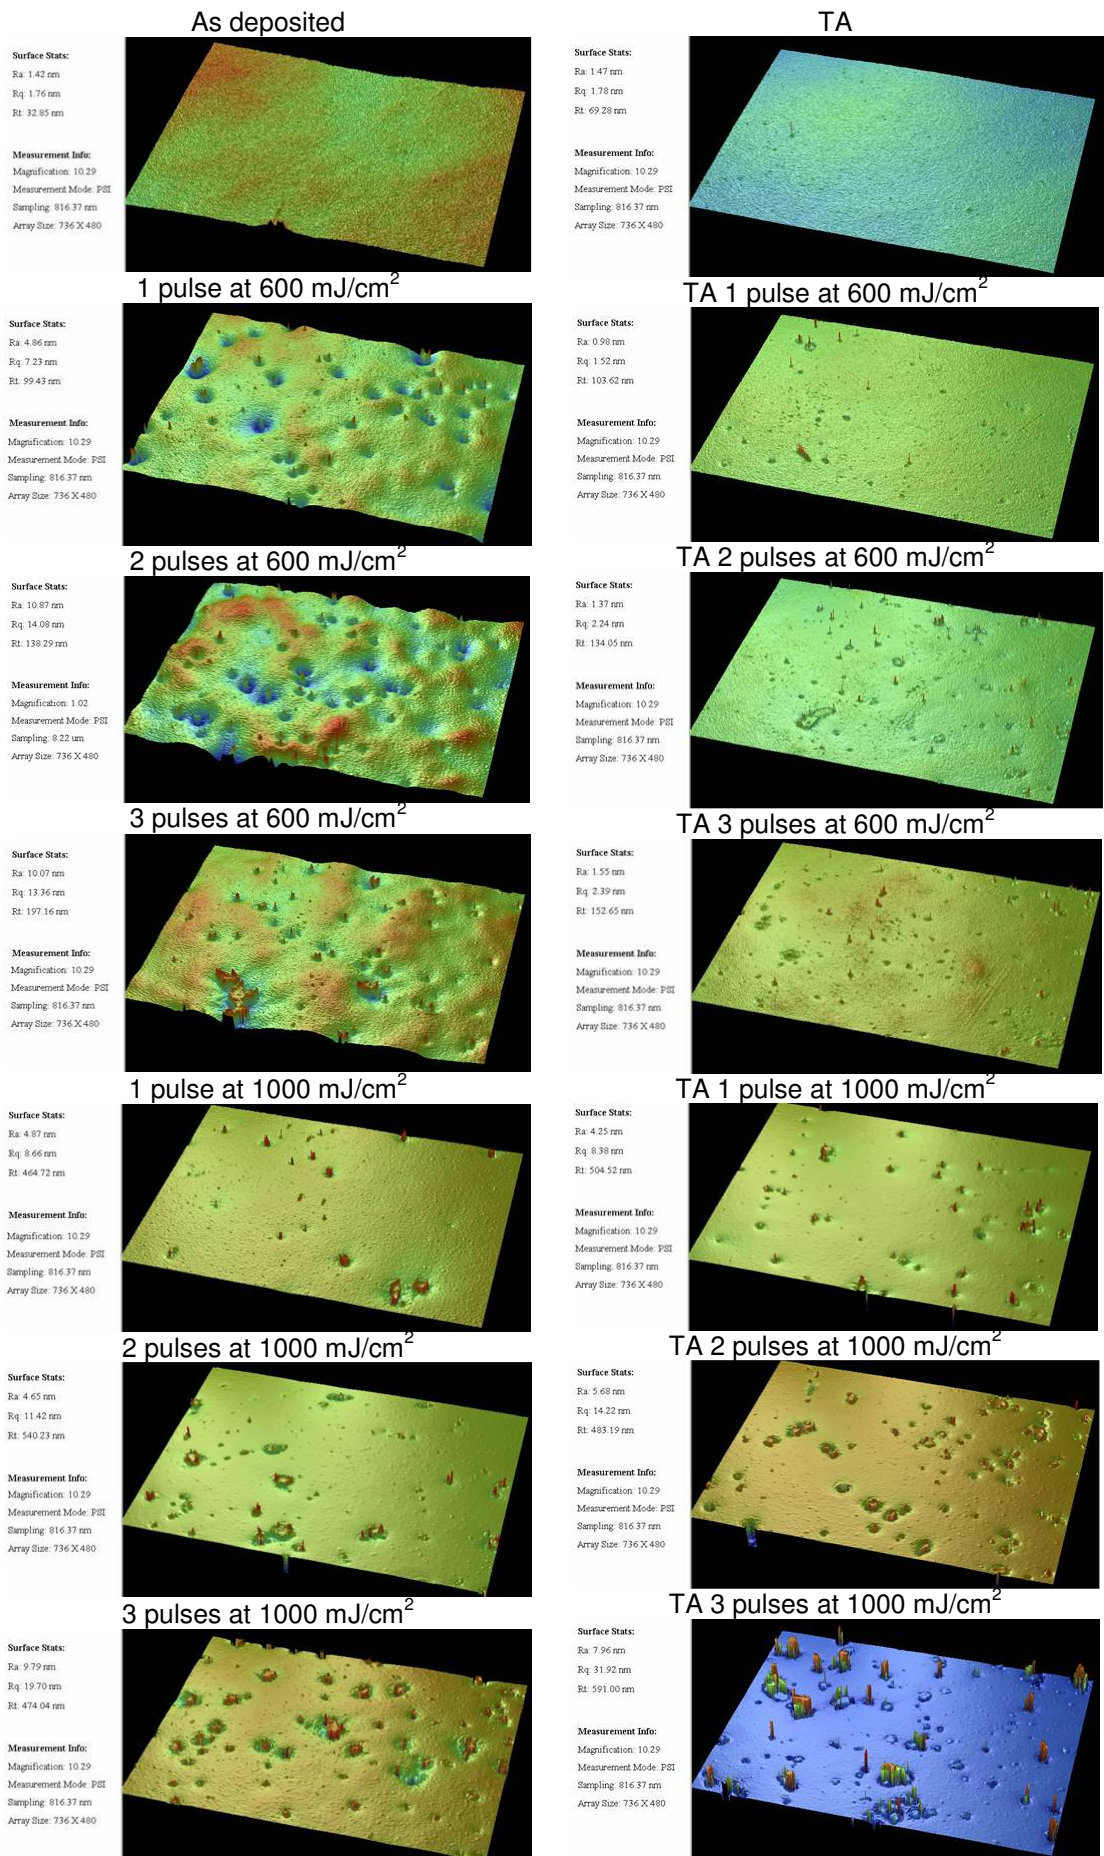 As deposited
Surface Stats:
Ra: 1.42 nm
Rq: 1.76 nm
Rt: 32.85 nm
Measurement Info:
Magnification: 10.29
Measurement Mode: PSI
Sampling: 816.37 nm
Array Size: 736 X 480
TA
Surface Stats:
Ra: 1.47 nm
Rq: 1.78 nm
Rt: 69.28 nm
Measurement Info:
Magnification: 10.29
Measurement Mode: PSI
Sampling: 816.37 nm
Array Size: 736 X 480
1 pulse at 600 mJ/cm²
Surface Stats:
Ra: 4.86 nm
Rq: 7.23 nm
Rt: 99.43 nm
Measurement Info:
Magnification: 10.29
Measurement Mode: PSI
Sampling: 816.37 nm
Array Size: 736 X 480
TA 1 pulse at 600 mJ/cm²
Surface Stats:
Ra: 0.98 nm
Rq: 1.52 nm
Rt: 103.62 nm
Measurement Info:
Magnification: 10.29
Measurement Mode: PSI
Sampling: 816.37 nm
Array Size: 736 X 480
2 pulses at 600 mJ/cm²
Surface Stats:
Ra: 10.87 nm
Rq: 14.08 nm
Rt: 138.29 nm
Measurement Info:
Magnification: 1.02
Measurement Mode: PSI
Sampling: 8.22 um
Array Size: 736 X 480
TA 2 pulses at 600 mJ/cm²
Surface Stats:
Ra: 1.37 nm
Rq: 2.24 nm
Rt: 134.05 nm
Measurement Info:
Magnification: 10.29
Measurement Mode: PSI
Sampling: 816.37 nm
Array Size: 736 X 480
3 pulses at 600 mJ/cm²
Surface Stats:
Ra: 10.07 nm
Rq: 13.36 nm
Rt: 197.16 nm
Measurement Info:
Magnification: 10.29
Measurement Mode: PSI
Sampling: 816.37 nm
Array Size: 736 X 480
TA 3 pulses at 600 mJ/cm²
Surface Stats:
Ra: 1.55 nm
Rq: 2.39 nm
Rt: 152.65 nm
Measurement Info:
Magnification: 10.29
Measurement Mode: PSI
Sampling: 816.37 nm
Array Size: 736 X 480
1 pulse at 1000 mJ/cm²
Surface Stats:
Ra: 4.87 nm
Rq: 8.66 nm
Rt: 464.72 nm
Measurement Info:
Magnification: 10.29
Measurement Mode: PSI
Sampling: 816.37 nm
Array Size: 736 X 480
TA 1 pulse at 1000 mJ/cm²
Surface Stats:
Ra: 4.25 nm
Rq: 8.38 nm
Rt: 504.52 nm
Measurement Info:
Magnification: 10.29
Measurement Mode: PSI
Sampling: 816.37 nm
Array Size: 736 X 480
2 pulses at 1000 mJ/cm²
Surface Stats:
Ra: 4.65 nm
Rq: 11.42 nm
Rt: 540.23 nm
Measurement Info:
Magnification: 10.29
Measurement Mode: PSI
Sampling: 816.37 nm
Array Size: 736 X 480
TA 2 pulses at 1000 mJ/cm²
Surface Stats:
Ra: 5.68 nm
Rq: 14.22 nm
Rt: 483.19 nm
Measurement Info:
Magnification: 10.29
Measurement Mode: PSI
Sampling: 816.37 nm
Array Size: 736 X 480
3 pulses at 1000 mJ/cm²
Surface Stats:
Ra: 9.79 nm
Rq: 19.70 nm
Rt: 474.04 nm
Measurement Info:
Magnification: 10.29
Measurement Mode: PSI
Sampling: 816.37 nm
Array Size: 736 X 480
TA 3 pulses at 1000 mJ/cm²
Surface Stats:
Ra: 7.96 nm
Rq: 31.92 nm
Rt: 591.00 nm
Measurement Info:
Magnification: 10.29
Measurement Mode: PSI
Sampling: 816.37 nm
Array Size: 736 X 480